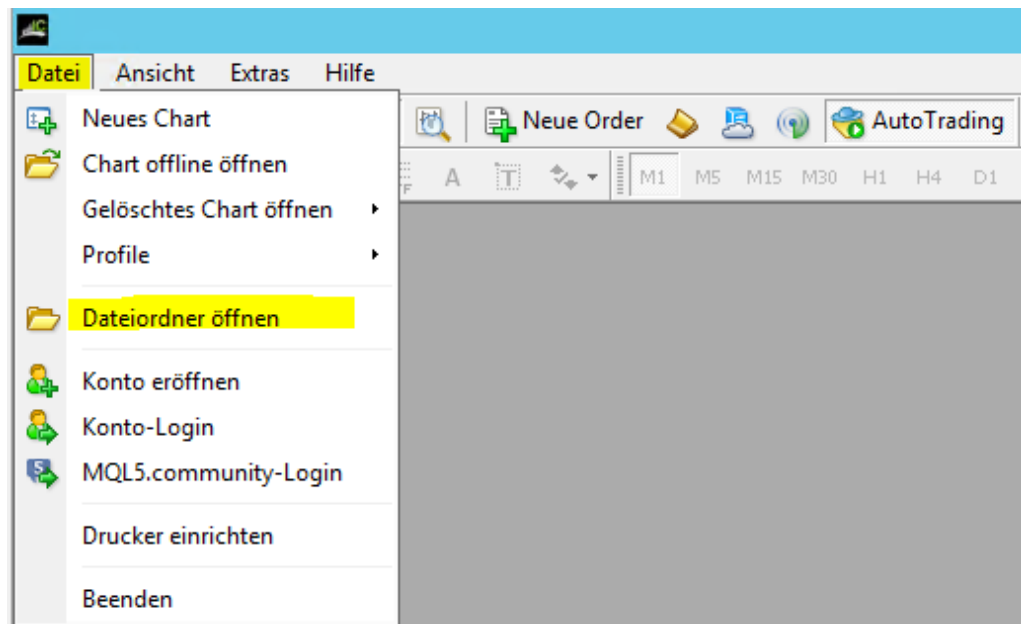 IC
Datei Ansicht Extras Hilfe
Neues Chart
Neue Order AutoTrading
Chart offline öffnen
F A T M1 M5 M15 M30 H1 H4 D1
Gelöschtes Chart öffnen
Profile
Dateiordner öffnen
Konto eröffnen
Konto-Login
MQL5.community-Login
Drucker einrichten
Beenden